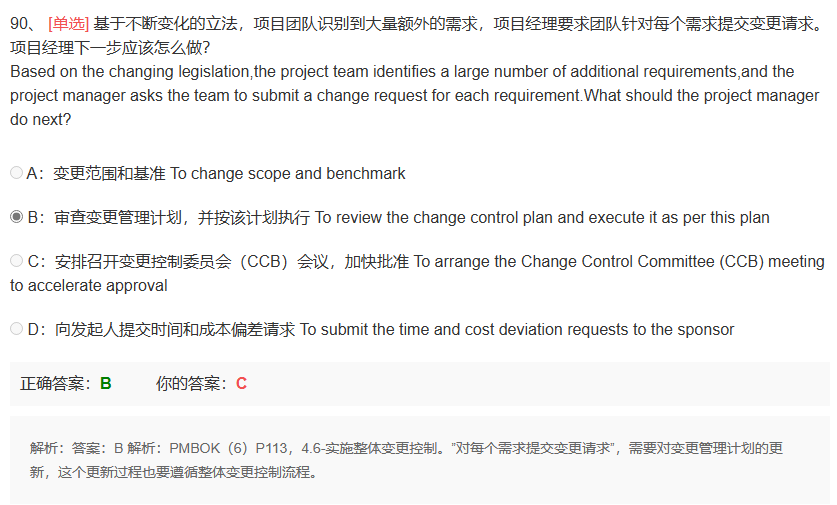 90、 [单选] 基于不断变化的立法，项目团队识别到大量额外的需求，项目经理要求团队针对每个需求提交变更请求。
项目经理下一步应该怎么做?
Based on the changing legislation,the project team identifies a large number of additional requirements,and the
project manager asks the team to submit a change request for each requirement.What should the project manager
do next?
A：变更范围和基准 To change scope and benchmark
B：审查变更管理计划，并按该计划执行 To review the change control plan and execute it as per this plan
C：安排召开变更控制委员会（CCB）会议，加快批准 To arrange the Change Control Committee (CCB) meeting
to accelerate approval
D：向发起人提交时间和成本偏差请求 To submit the time and cost deviation requests to the sponsor
正确答案：B 你的答案：C
解析：答案：B 解析：PMBOK（6）P113，4.6-实施整体变更控制。"对每个需求提交变更请求"，需要对变更管理计划的更
新，这个更新过程也要遵循整体变更控制流程。